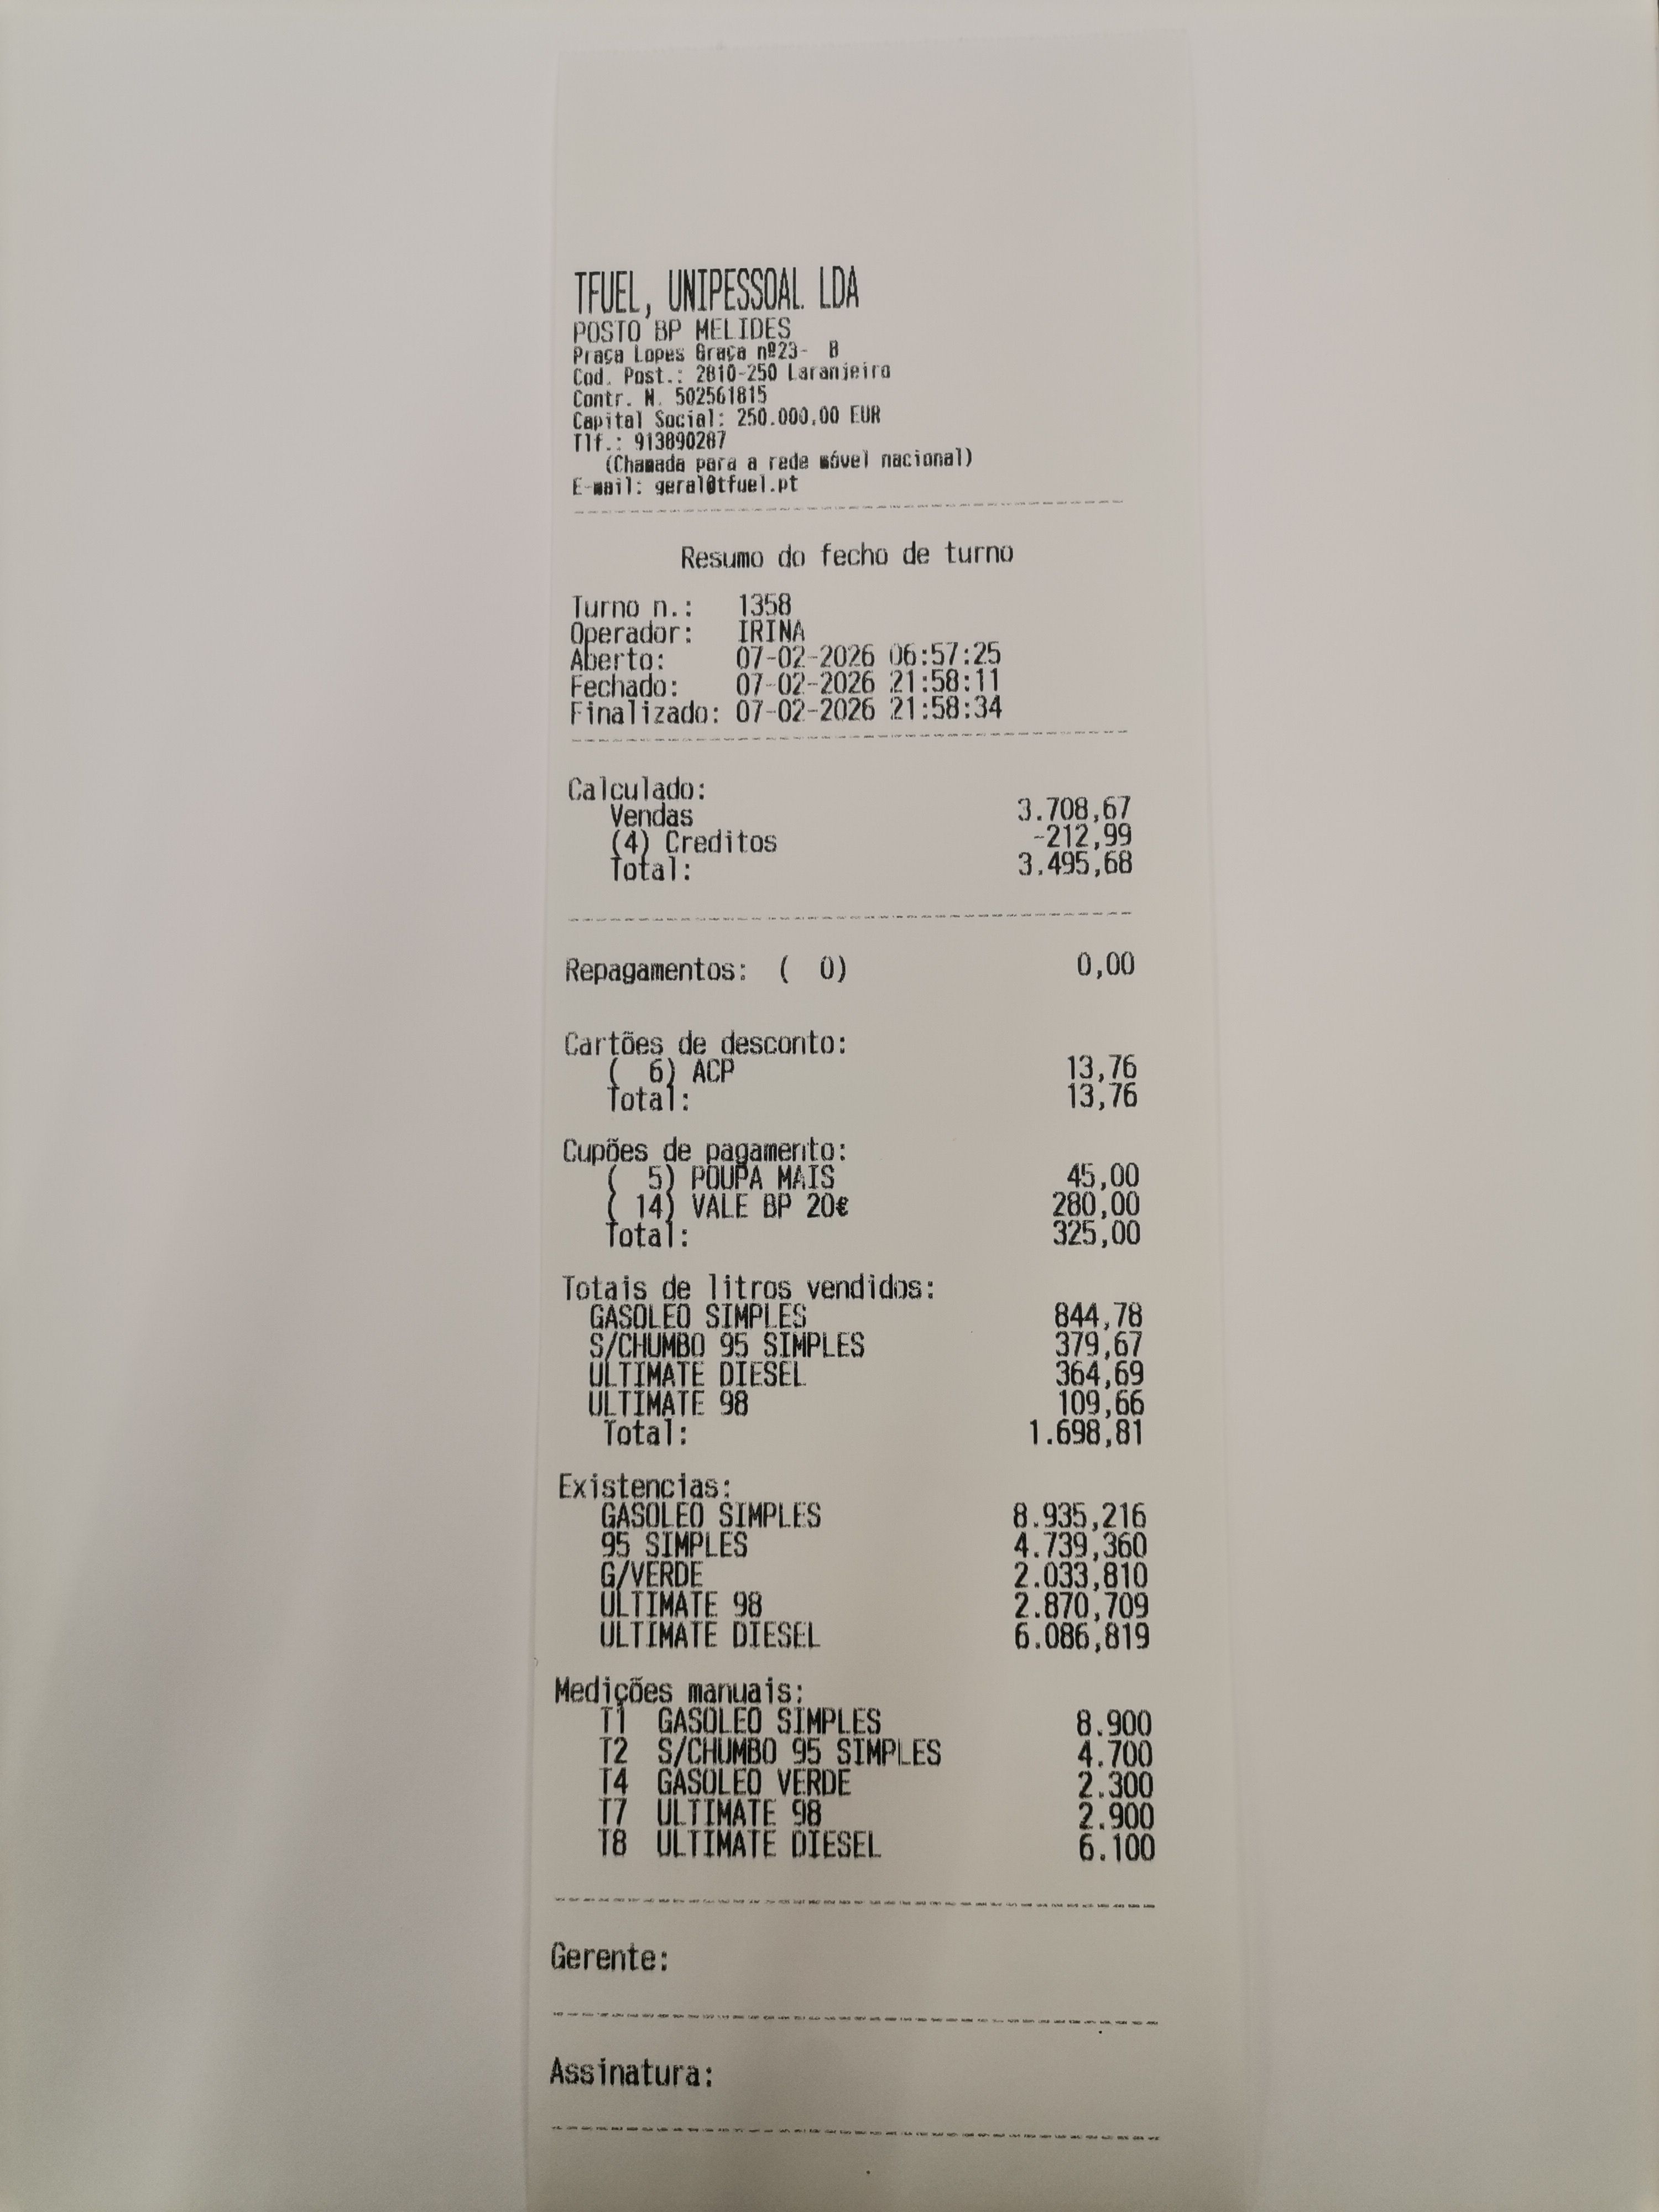 TFUEL, UNIPESSOAL LDA
POSTO BP MELIDES
Praça Lopes Graça nº23- B
Cod. Post.: 2810-250 Laranjeiro
Contr. N. 502561815
Capital Social: 250.000,00 EUR
Tlf.: 913890287
(Chamada para a rede móvel nacional)
E-mail: geral@tfuel.pt
Resumo do fecho de turno
Turno n.: 1358
Operador: IRINA
Aberto: 07-02-2026 06:57:25
Fechado: 07-02-2026 21:58:11
Finalizado: 07-02-2026 21:58:34
Calculado:
Vendas 3.708,67
(4) Creditos -212,99
Total: 3.495,68
Repagamentos: ( 0) 0,00
Cartões de desconto:
( 6) ACP 13,76
Total: 13,76
Cupões de pagamento:
( 5) POUPA MAIS 45,00
( 14) VALE BP 20€ 280,00
Total: 325,00
Totais de litros vendidos:
GASOLEO SIMPLES 844,78
S/CHUMBO 95 SIMPLES 379,67
ULTIMATE DIESEL 364,69
ULTIMATE 98 109,66
Total: 1.698,81
Existencias:
GASOLEO SIMPLES 8.935,216
95 SIMPLES 4.739,360
G/VERDE 2.033,810
ULTIMATE 98 2.870,709
ULTIMATE DIESEL 6.086,819
Medições manuais:
T1 GASOLEO SIMPLES 8.900
T2 S/CHUMBO 95 SIMPLES 4.700
T4 GASOLEO VERDE 2.300
T7 ULTIMATE 98 2.900
T8 ULTIMATE DIESEL 6.100
Gerente:
Assinatura: